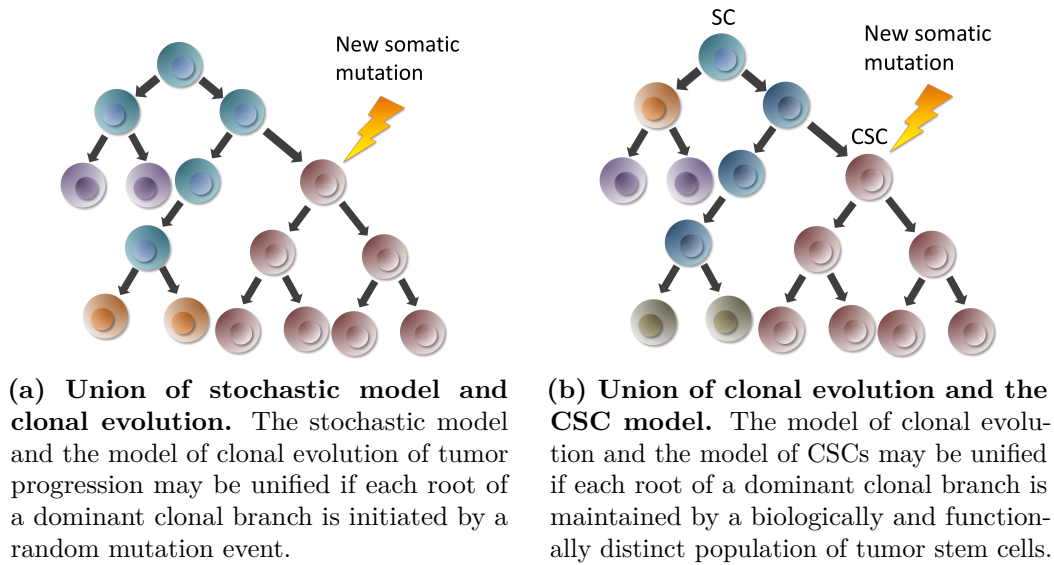 New somatic
mutation
SC
New somatic
mutation
CSC
(a) Union of stochastic model and
clonal evolution. The stochastic model
and the model of clonal evolution of tumor
progression may be unified if each root of
a dominant clonal branch is initiated by a
random mutation event.
(b) Union of clonal evolution and the
CSC model. The model of clonal evolu-
tion and the model of CSCs may be unified
if each root of a dominant clonal branch is
maintained by a biologically and function-
ally distinct population of tumor stem cells.